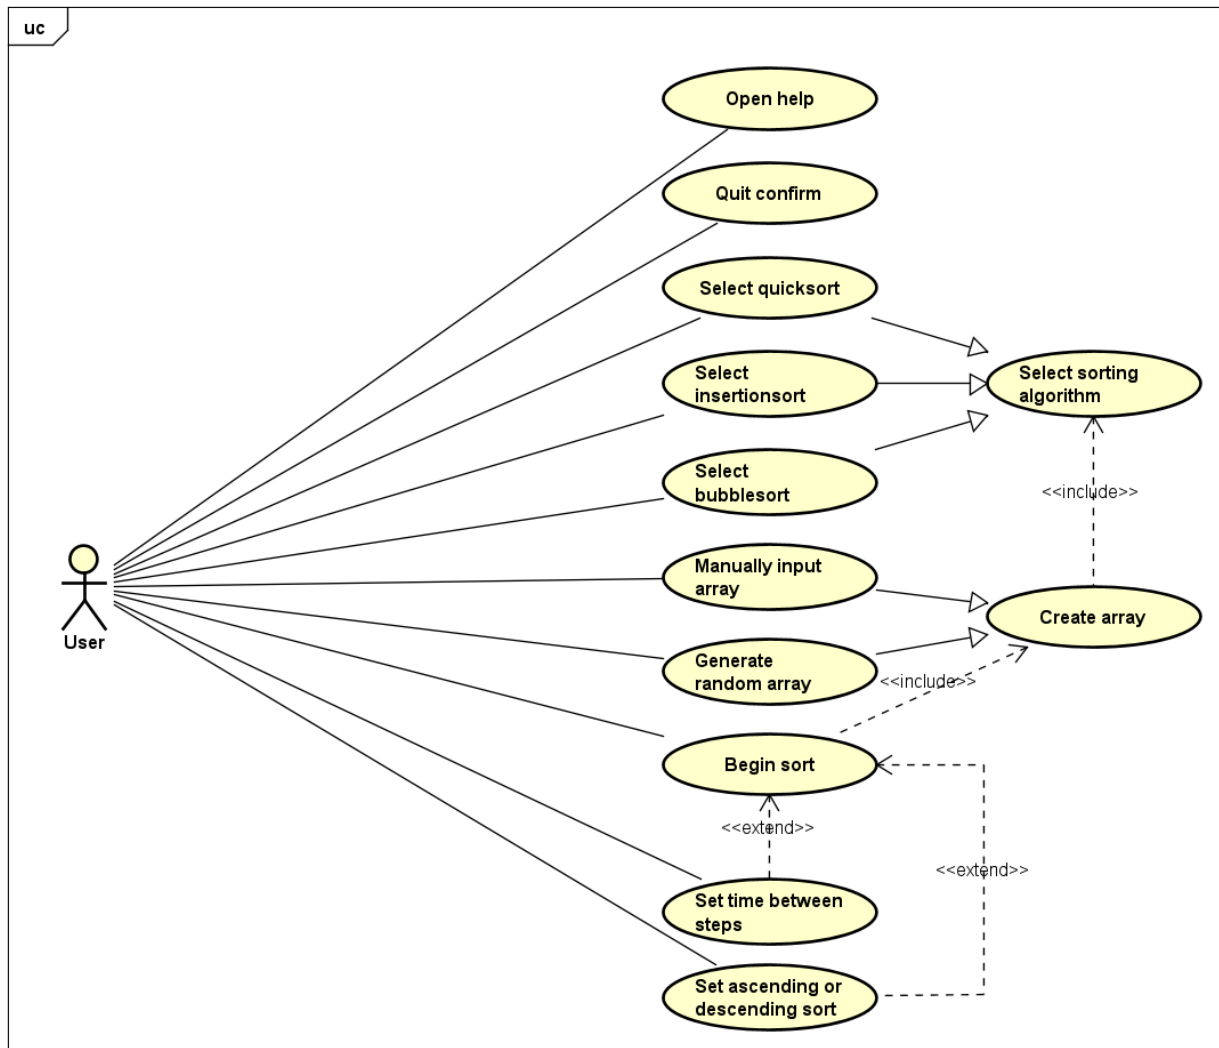 uc
Open help
Quit confirm
Select quicksort
Select
insertionsort
Select sorting
algorithm
Select
bubblesort
<<include>>
Manually input
array
Create array
User
Generate
random array
<<include>>
Begin sort
<<extend>>
<<extend>>
Set time between
steps
Set ascending or
descending sort